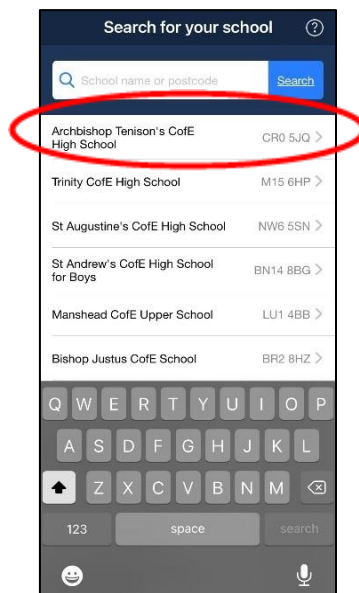 Search for your school ?
School name or postcode Search
Archbishop Tenison's CofE
High School CR0 5JQ >
Trinity CofE High School M15 6HP >
St Augustine's CofE High School NW6 5SN >
St Andrew's CofE High School
for Boys BN14 8BG >
Manshead CofE Upper School LU1 4BB >
Bishop Justus CofE School BR2 8HZ >
Q W E R T Y U I O P
A S D F G H J K L
Z X C V B N M
123 space search